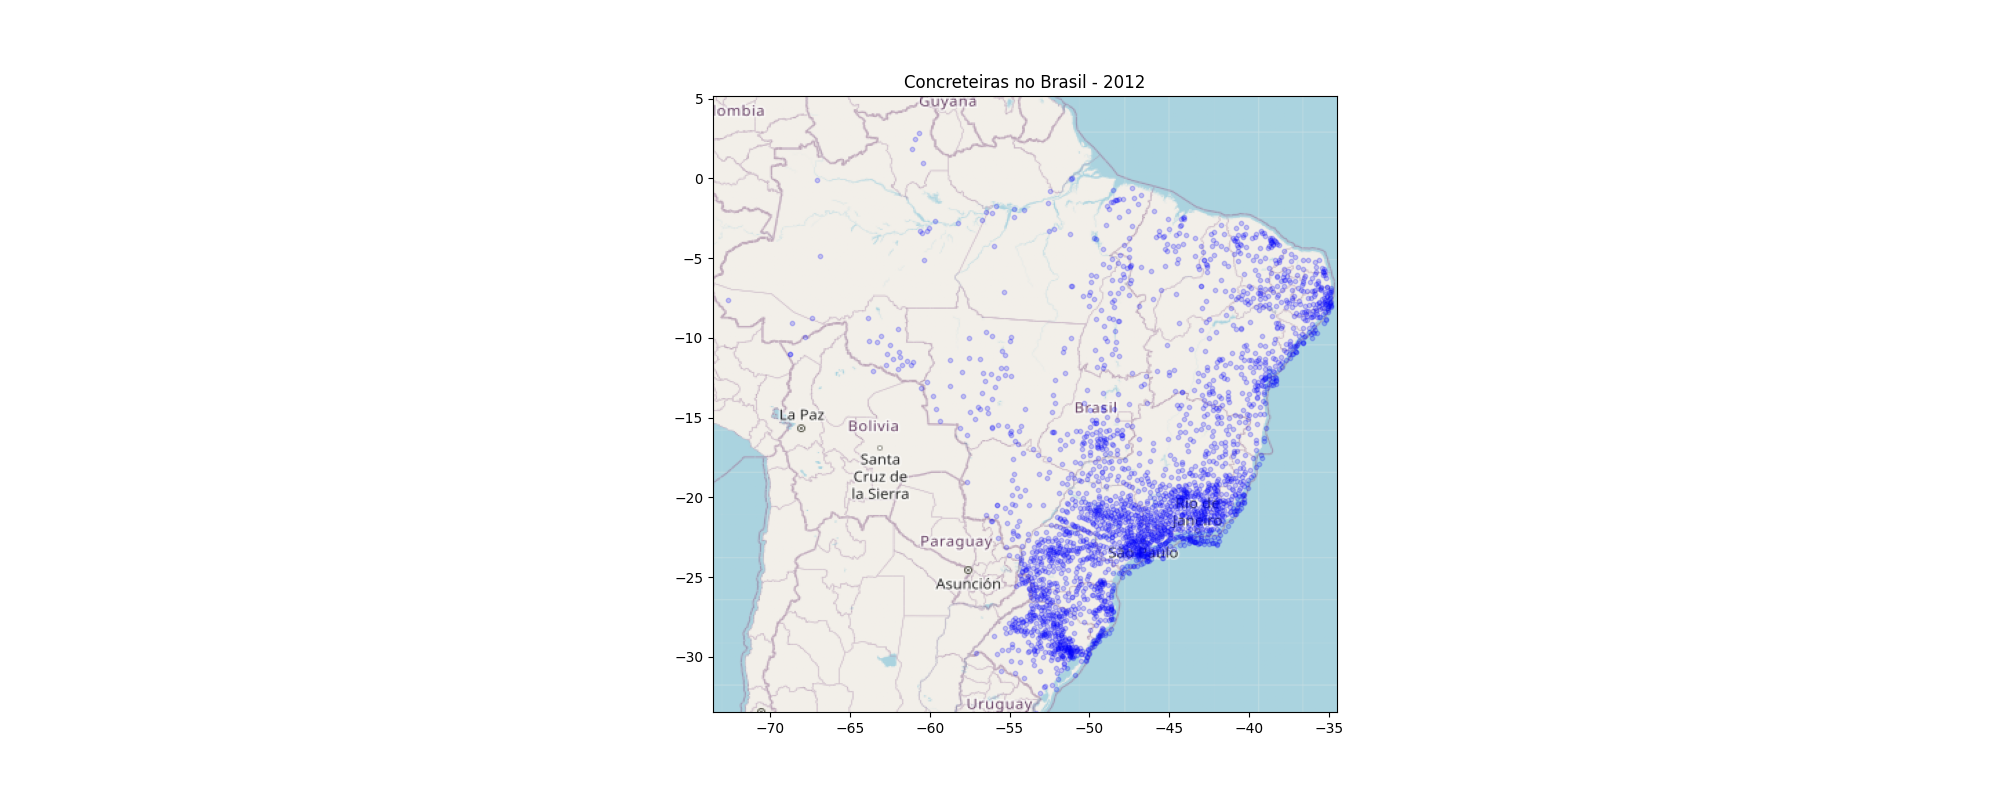 Concreteiras no Brasil - 2012
5
0
−5
−10
−15
−20
−25
−30
−70
−65
−60
−55
−50
−45
−40
−35
lombia
Guyana
Brasil
La Paz
Bolivia
Santa
Cruz de
la Sierra
Rio de
Janeiro
Paraguay
São Paulo
Asunción
Uruguay